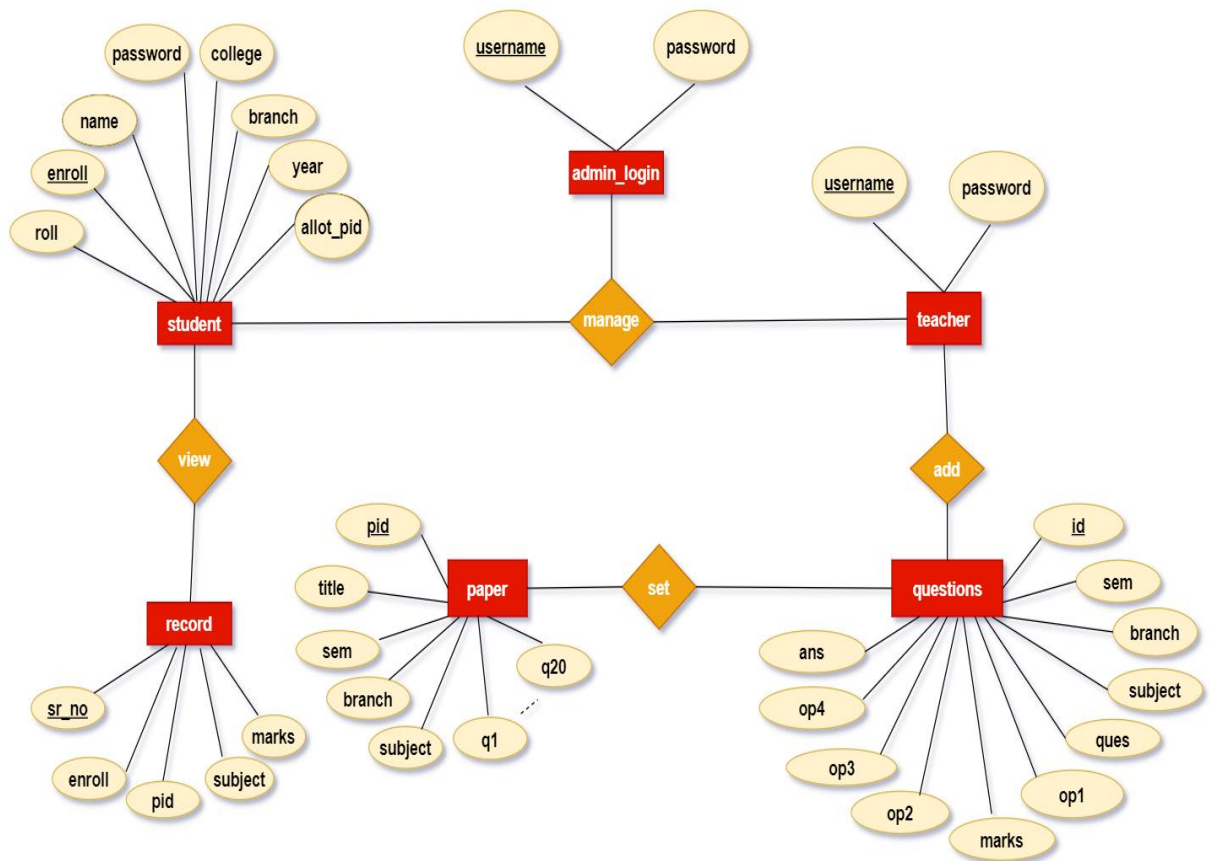 password
college
username
password
name
branch
admin_login
enroll
year
username
password
roll
allot_pid
student
manage
teacher
view
add
pid
id
title
paper
set
questions
sem
record
sem
q20
ans
branch
branch
op4
subject
sr_no
marks
subject
q1
ques
enroll
pid
subject
op3
op2
marks
op1